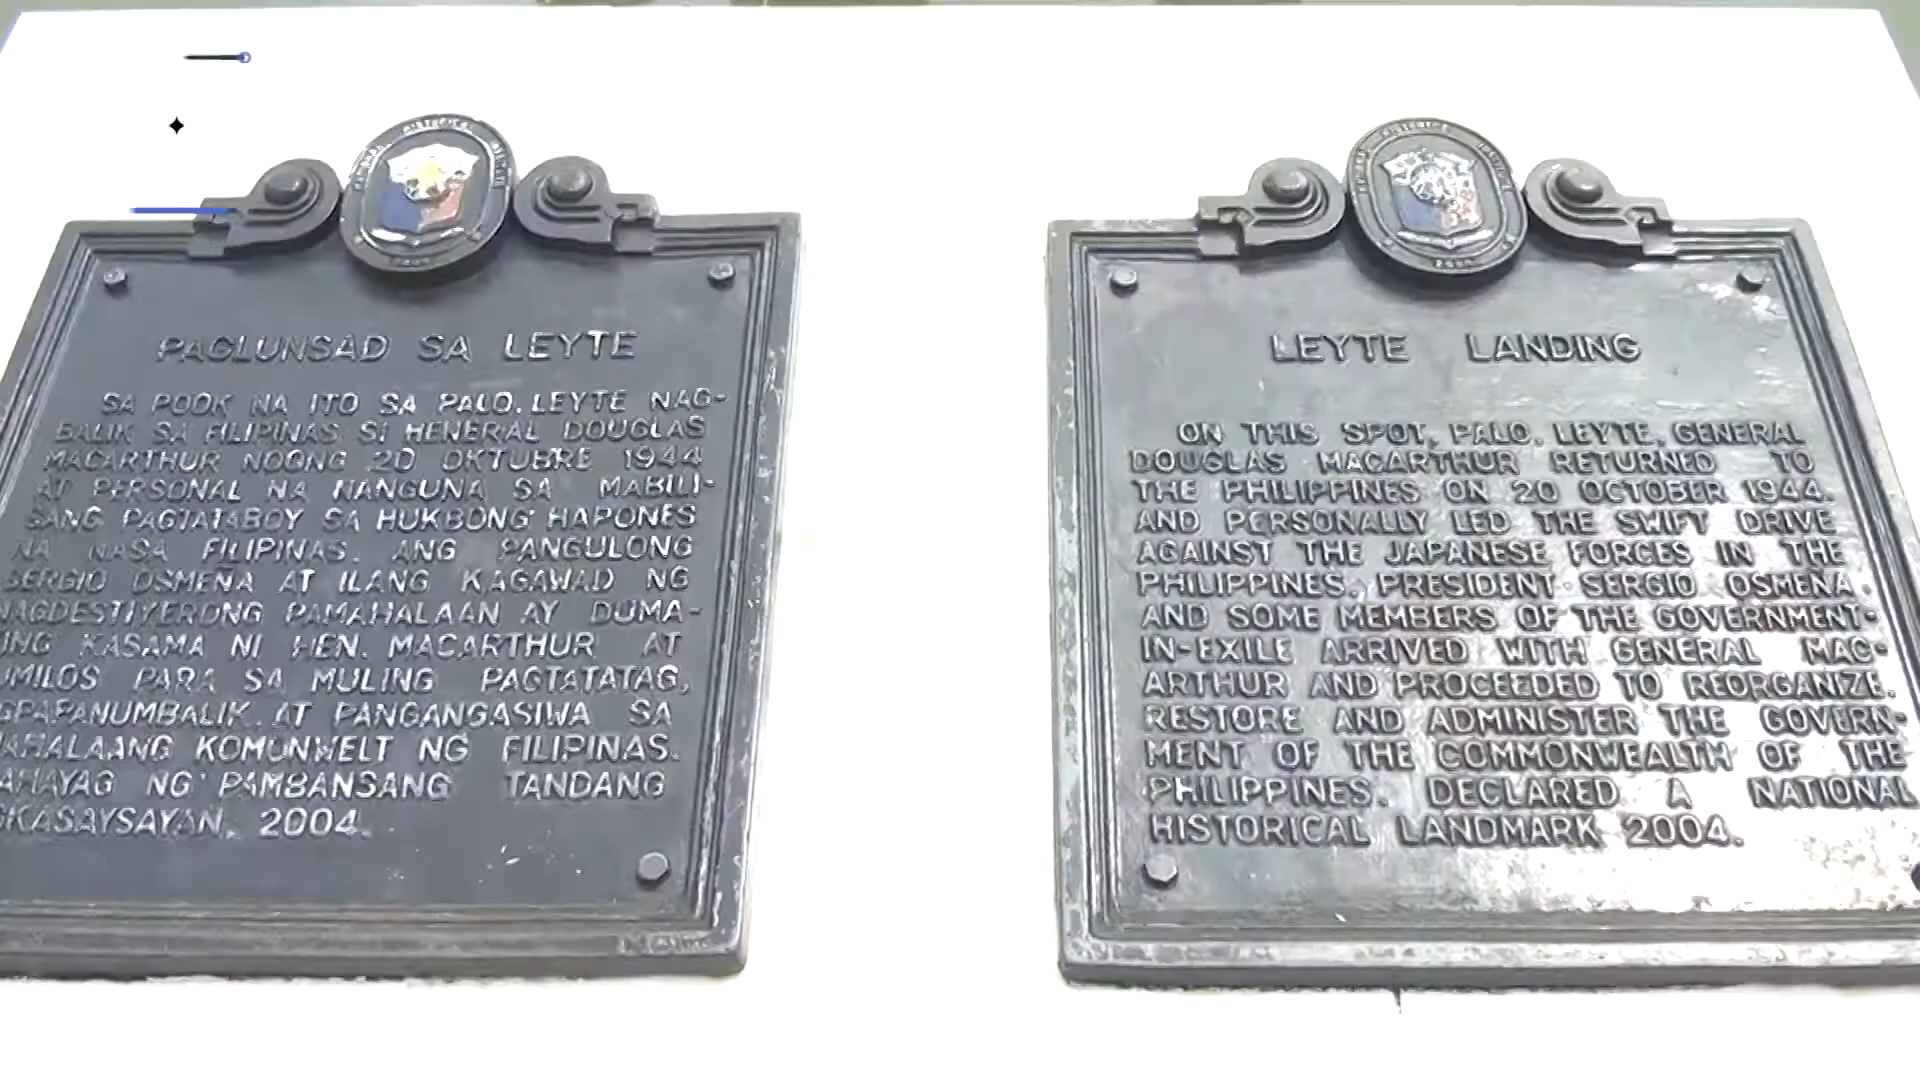 PAGLUNSAD SA LEYTE
SA POOK NA ITO SA PALO, LEYTE NAG-
BALIK SA FILIPINAS SI HENERAL DOUGLAS
MACARTHUR NOONG 20 OKTUBRE 1944
AT PERSONAL NA NANGUNA SA MABILI-
SANG PAGTATABOY SA HUKBONG HAPONES
NA NASA FILIPINAS. ANG PANGULONG
SERGIO OSMENA AT ILANG KAGAWAD NG
NAGDESTIYERONG PAMAHALAAN AY DUMA-
ING KASAMA NI HEN. MACARTHUR AT
UMILOS PARA SA MULING PAGTATATAG,
GPAPANUMBALIK AT PANGANGASIWA SA
AHALAANG KOMONWELT NG FILIPINAS.
AHAYAG NG PAMBANSANG TANDANG
GKASAYSAYAN, 2004.
LEYTE LANDING
ON THIS SPOT, PALO, LEYTE, GENERAL
DOUGLAS MACARTHUR RETURNED TO
THE PHILIPPINES ON 20 OCTOBER 1944.
AND PERSONALLY LED THE SWIFT DRIVE
AGAINST THE JAPANESE FORCES IN THE
PHILIPPINES. PRESIDENT SERGIO OSMENA,
AND SOME MEMBERS OF THE GOVERNMENT-
IN-EXILE ARRIVED WITH GENERAL MAC-
ARTHUR AND PROCEEDED TO REORGANIZE,
RESTORE AND ADMINISTER THE GOVERN-
MENT OF THE COMMONWEALTH OF THE
PHILIPPINES. DECLARED A NATIONAL
HISTORICAL LANDMARK 2004.